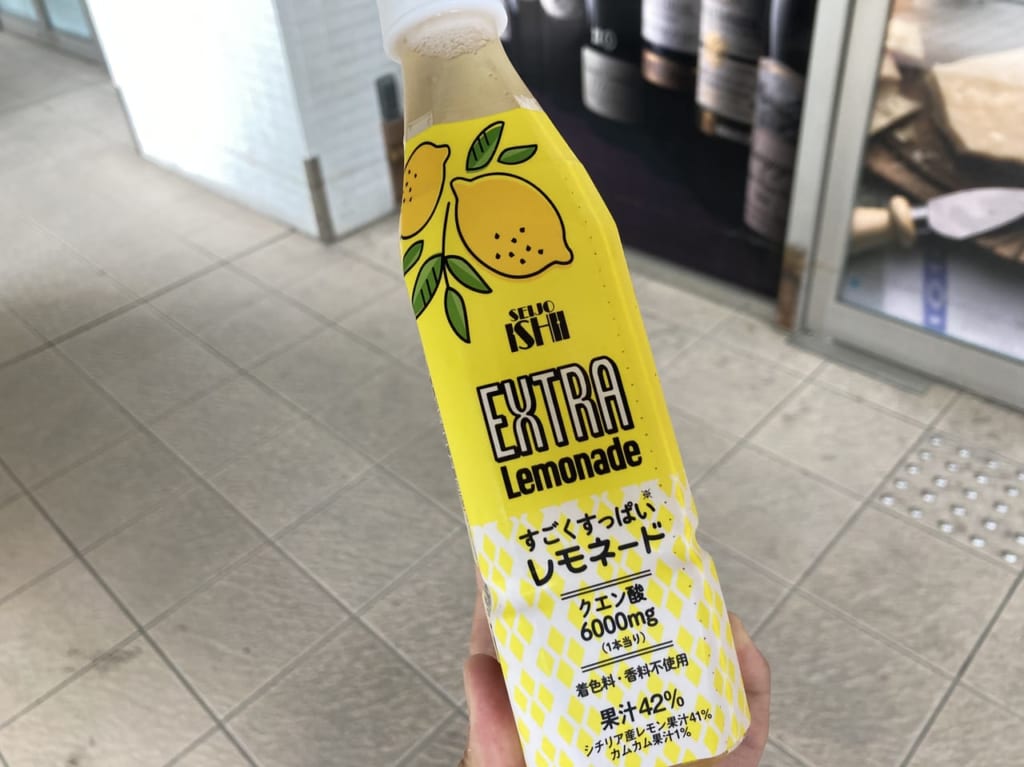 SEIJO
ISHII
EXTRA
Lemonade
すごくすっぱい※
レモネード
クエン酸
6000mg
(1本当り)
着色料・香料不使用
果汁42%
シチリア産レモン果汁41%
カムカム果汁1%